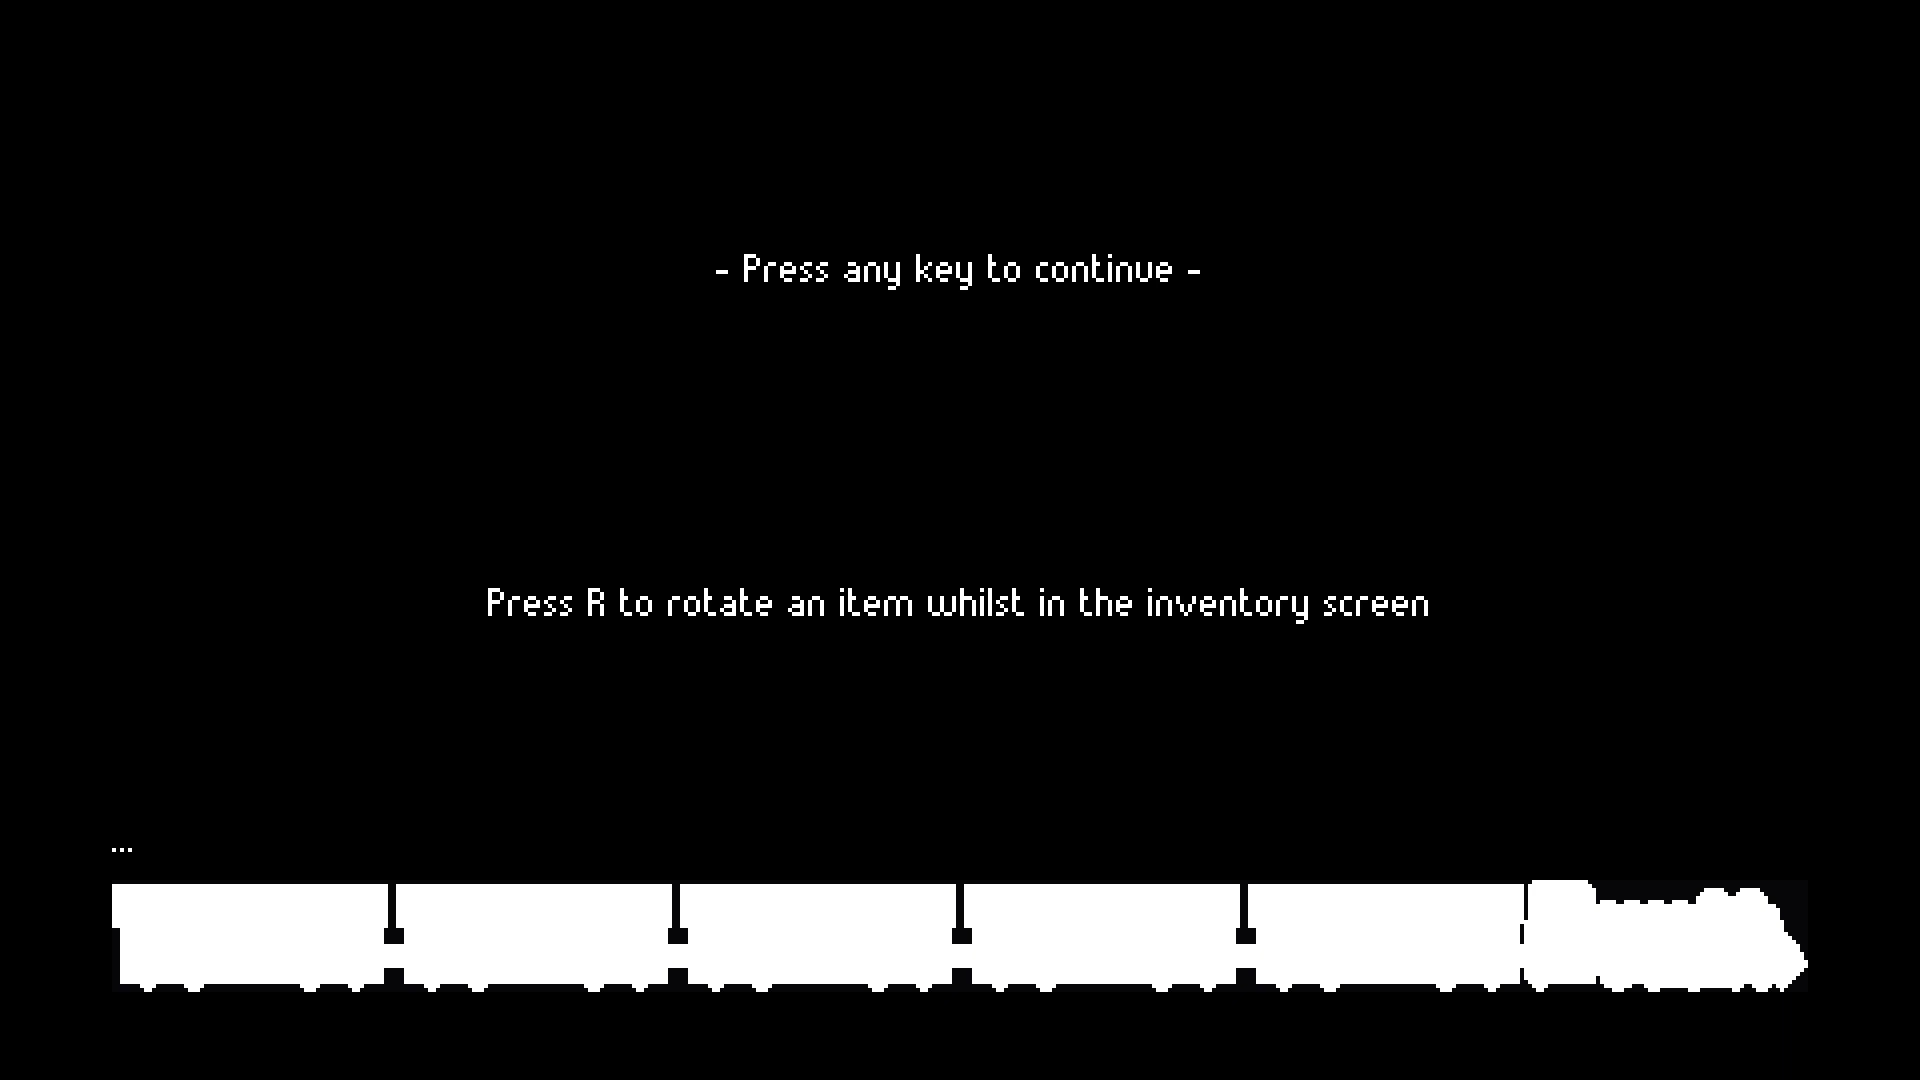 - Press any key to continue -
Press R to rotate an item whilst in the inventory screen
...